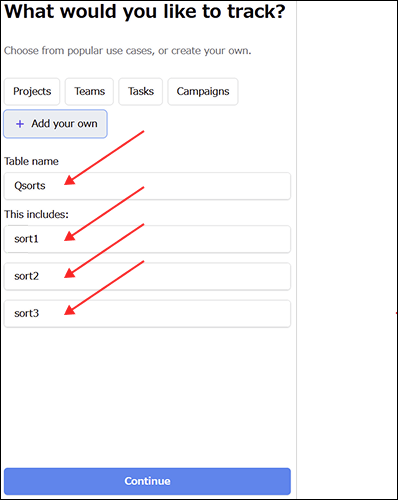 What would you like to track?
Choose from popular use cases, or create your own.
Projects Teams Tasks Campaigns
+ Add your own
Table name
Qsorts
This includes:
sort1
sort2
sort3
Continue